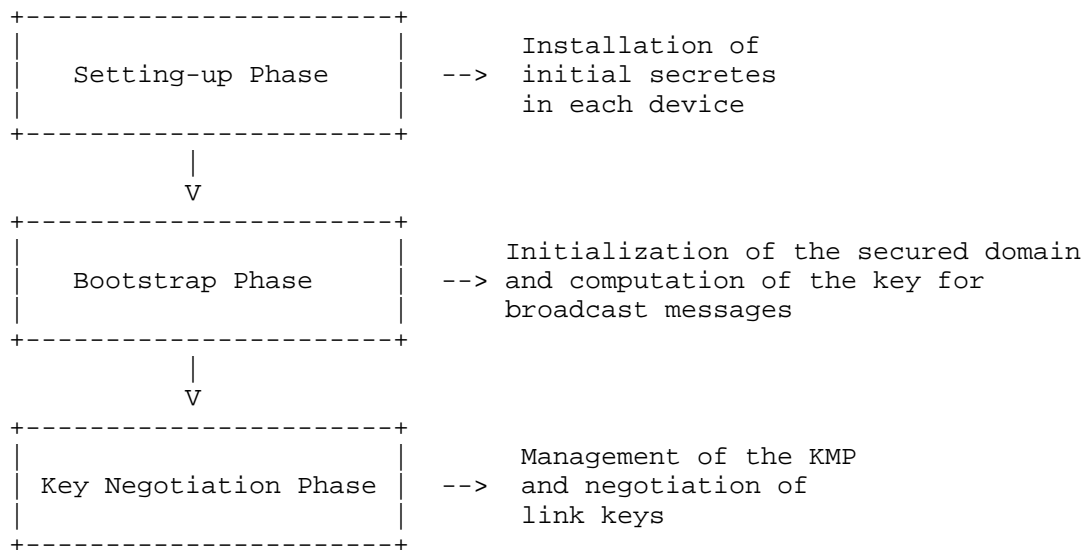 +----------------------+
|                      |      Installation of
|   Setting-up Phase   |  --> initial secretes
|                      |      in each device
+----------------------+
           |
           V
+----------------------+
|                      |     Initialization of the secured domain
|   Bootstrap Phase    |  --> and computation of the key for
|                      |     broadcast messages
+----------------------+
           |
           V
+----------------------+
|                      |      Management of the KMP
| Key Negotiation Phase |  --> and negotiation of
|                      |      link keys
+----------------------+